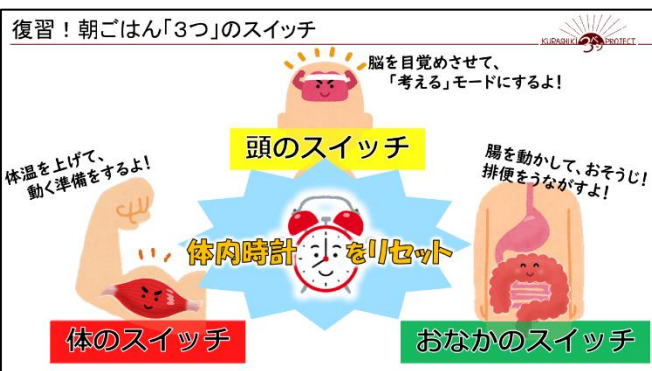 復習！朝ごはん「３つ」のスイッチ
KURASHIKI 3ベジ PROJECT
脳を目覚めさせて、
「考える」モードにするよ！
頭のスイッチ
体温を上げて、
動く準備をするよ！
腸を動かして、おそうじ！
排便をうながすよ！
体内時計をリセット
体のスイッチ
おなかのスイッチ